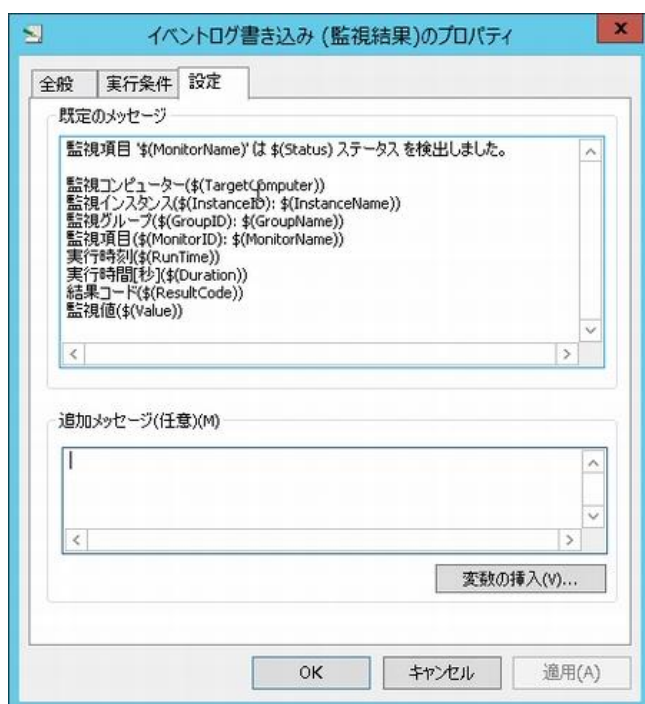 イベントログ書き込み (監視結果)のプロパティ
x
全般 実行条件 設定
既定のメッセージ
監視項目 '$(MonitorName)' は $(Status) ステータス を検出しました。
監視コンピューター($(TargetComputer))
監視インスタンス($(InstanceID): $(InstanceName))
監視グループ($(GroupID): $(GroupName))
監視項目($(MonitorID): $(MonitorName))
実行時刻($(RunTime))
実行時間[秒]($(Duration))
結果コード($(ResultCode))
監視値($(Value))
追加メッセージ(任意)(M)
変数の挿入(V)...
OK キャンセル 適用(A)